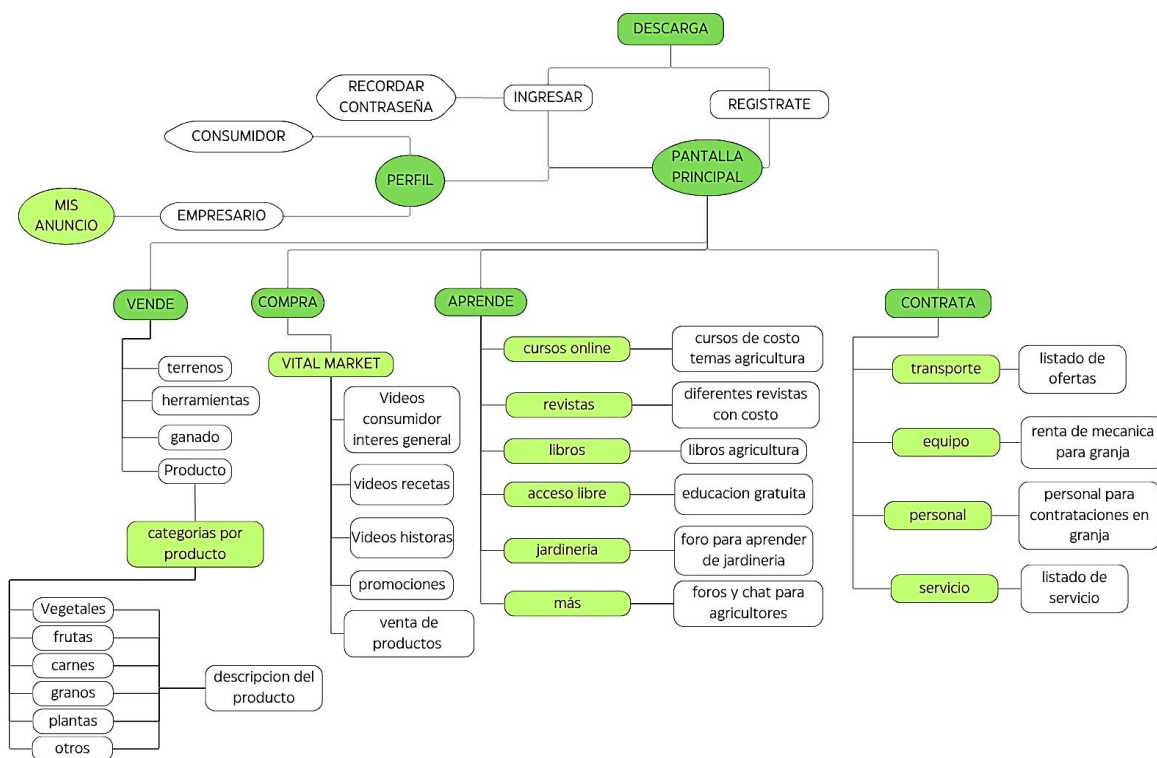 DESCARGA
RECORDAR
CONTRASEÑA
INGRESAR
REGISTRATE
CONSUMIDOR
PANTALLA
PRINCIPAL
PERFIL
MIS
ANUNCIO
EMPRESARIO
VENDE
terrenos
herramientas
ganado
Producto
categorias por
producto
Vegetales
frutas
carnes
granos
plantas
otros
descripcion del
producto
COMPRA
VITAL MARKET
Videos
consumidor
interes general
videos recetas
Videos historas
promociones
venta de
productos
APRENDE
cursos online
cursos de costo
temas agricultura
revistas
diferentes revistas
con costo
libros
libros agricultura
acceso libre
educacion gratuita
jardineria
foro para aprender
de jardineria
más
foros y chat para
agricultores
CONTRATA
transporte
listado de
ofertas
equipo
renta de mecanica
para granja
personal
personal para
contrataciones en
granja
servicio
listado de
servicio